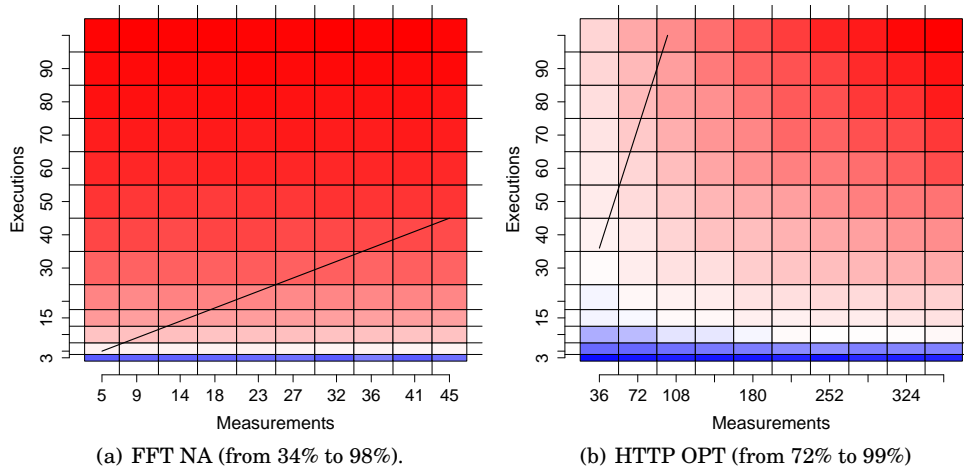 90
80
70
60
50
40
30
15
3
Executions
5 9 14 18 23 27 32 36 41 45
Measurements
(a) FFT NA (from 34% to 98%).
90
80
70
60
50
40
30
15
3
Executions
36 72 108 180 252 324
Measurements
(b) HTTP OPT (from 72% to 99%)